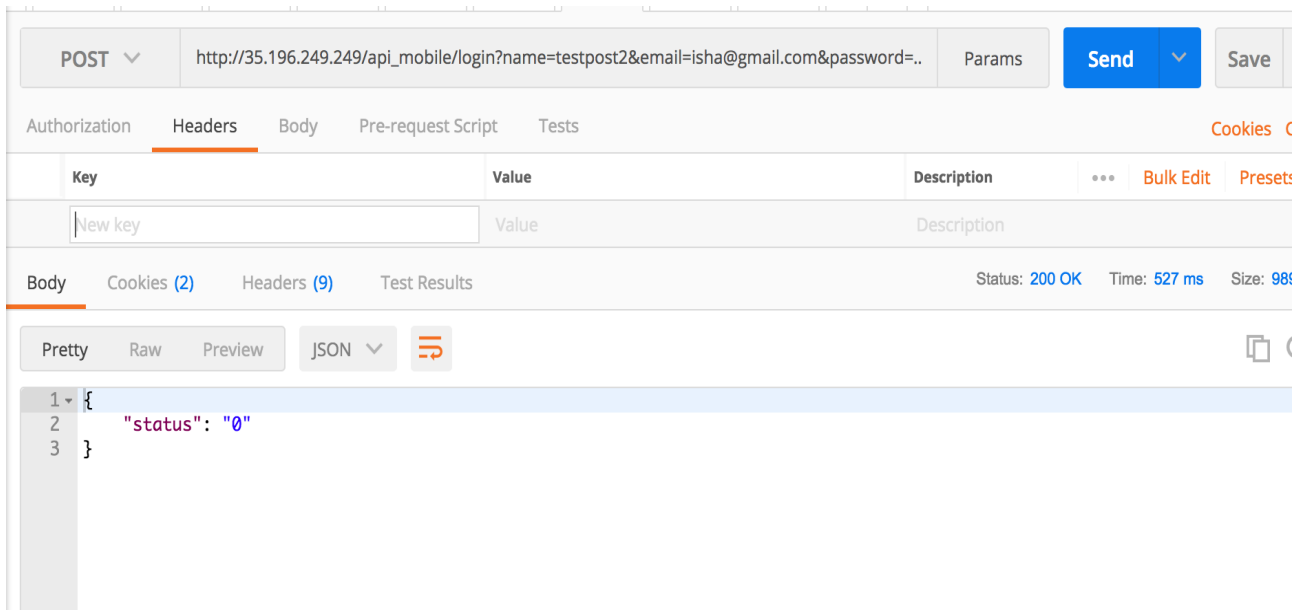 POST http://35.196.249.249/api_mobile/login?name=testpost2&email=isha@gmail.com&password=.. Params Send Save
Authorization Headers Body Pre-request Script Tests Cookies
Key Value Description ••• Bulk Edit Presets
New key Value Description
Body Cookies (2) Headers (9) Test Results Status: 200 OK Time: 527 ms Size: 989
Pretty Raw Preview JSON
1 {
2 "status": "0"
3 }